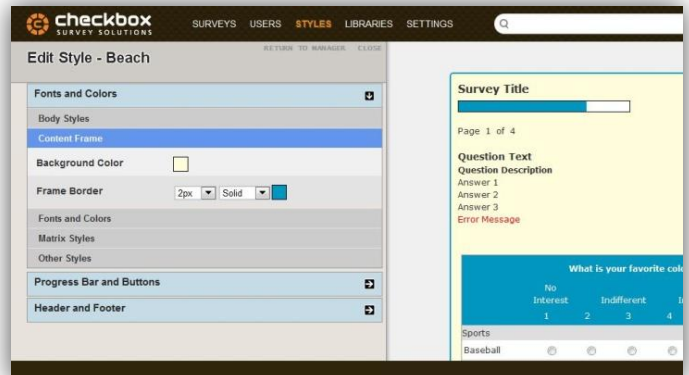 checkbox
SURVEY SOLUTIONS
SURVEYS USERS STYLES LIBRARIES SETTINGS
RETURN TO MANAGER CLOSE
Edit Style - Beach
Fonts and Colors
Body Styles
Content Frame
Background Color
Frame Border
2px Solid
Fonts and Colors
Matrix Styles
Other Styles
Progress Bar and Buttons
Header and Footer
Survey Title
Page 1 of 4
Question Text
Question Description
Answer 1
Answer 2
Answer 3
Error Message
What is your favorite colo
No
Interest Indifferent I
1 2 3 4
Sports
Baseball